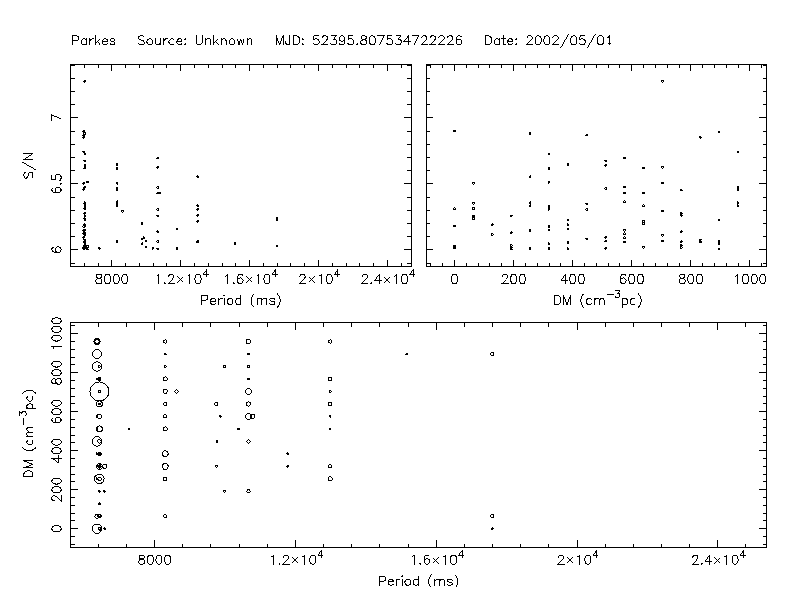 Parkes Source: Unknown MJD: 52395.807534722226 Date: 2002/05/01
S/N
6 6.5 7
8000 1.2×10⁴ 1.6×10⁴ 2×10⁴ 2.4×10⁴
Period (ms)
0 200 400 600 800 1000
DM (cm⁻³pc)
DM (cm⁻³pc)
0 200 400 600 800 1000
8000 1.2×10⁴ 1.6×10⁴ 2×10⁴ 2.4×10⁴
Period (ms)